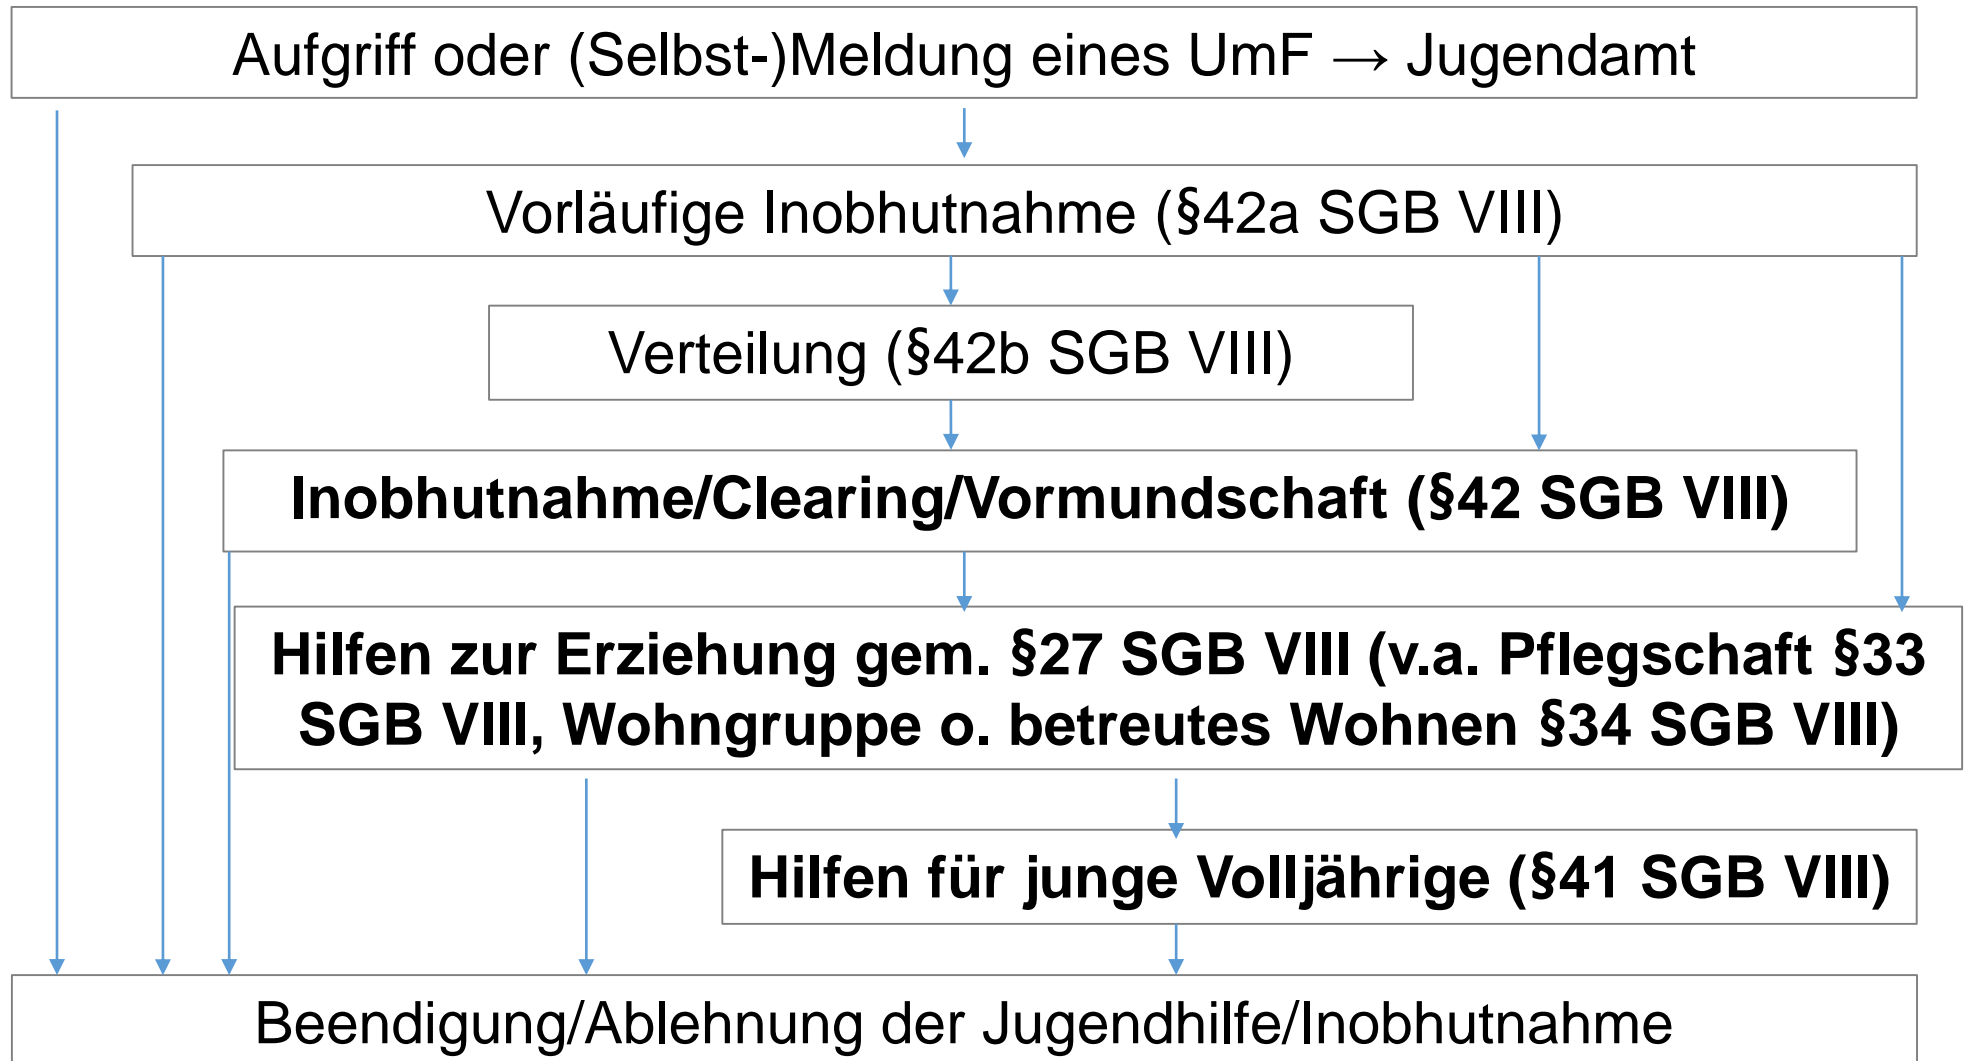 Aufgriff oder (Selbst-)Meldung eines UmF → Jugendamt
Vorläufige Inobhutnahme (§42a SGB VIII)
Verteilung (§42b SGB VIII)
Inobhutnahme/Clearing/Vormundschaft (§42 SGB VIII)
Hilfen zur Erziehung gem. §27 SGB VIII (v.a. Pflegschaft §33
SGB VIII, Wohngruppe o. betreutes Wohnen §34 SGB VIII)
Hilfen für junge Volljährige (§41 SGB VIII)
Beendigung/Ablehnung der Jugendhilfe/Inobhutnahme